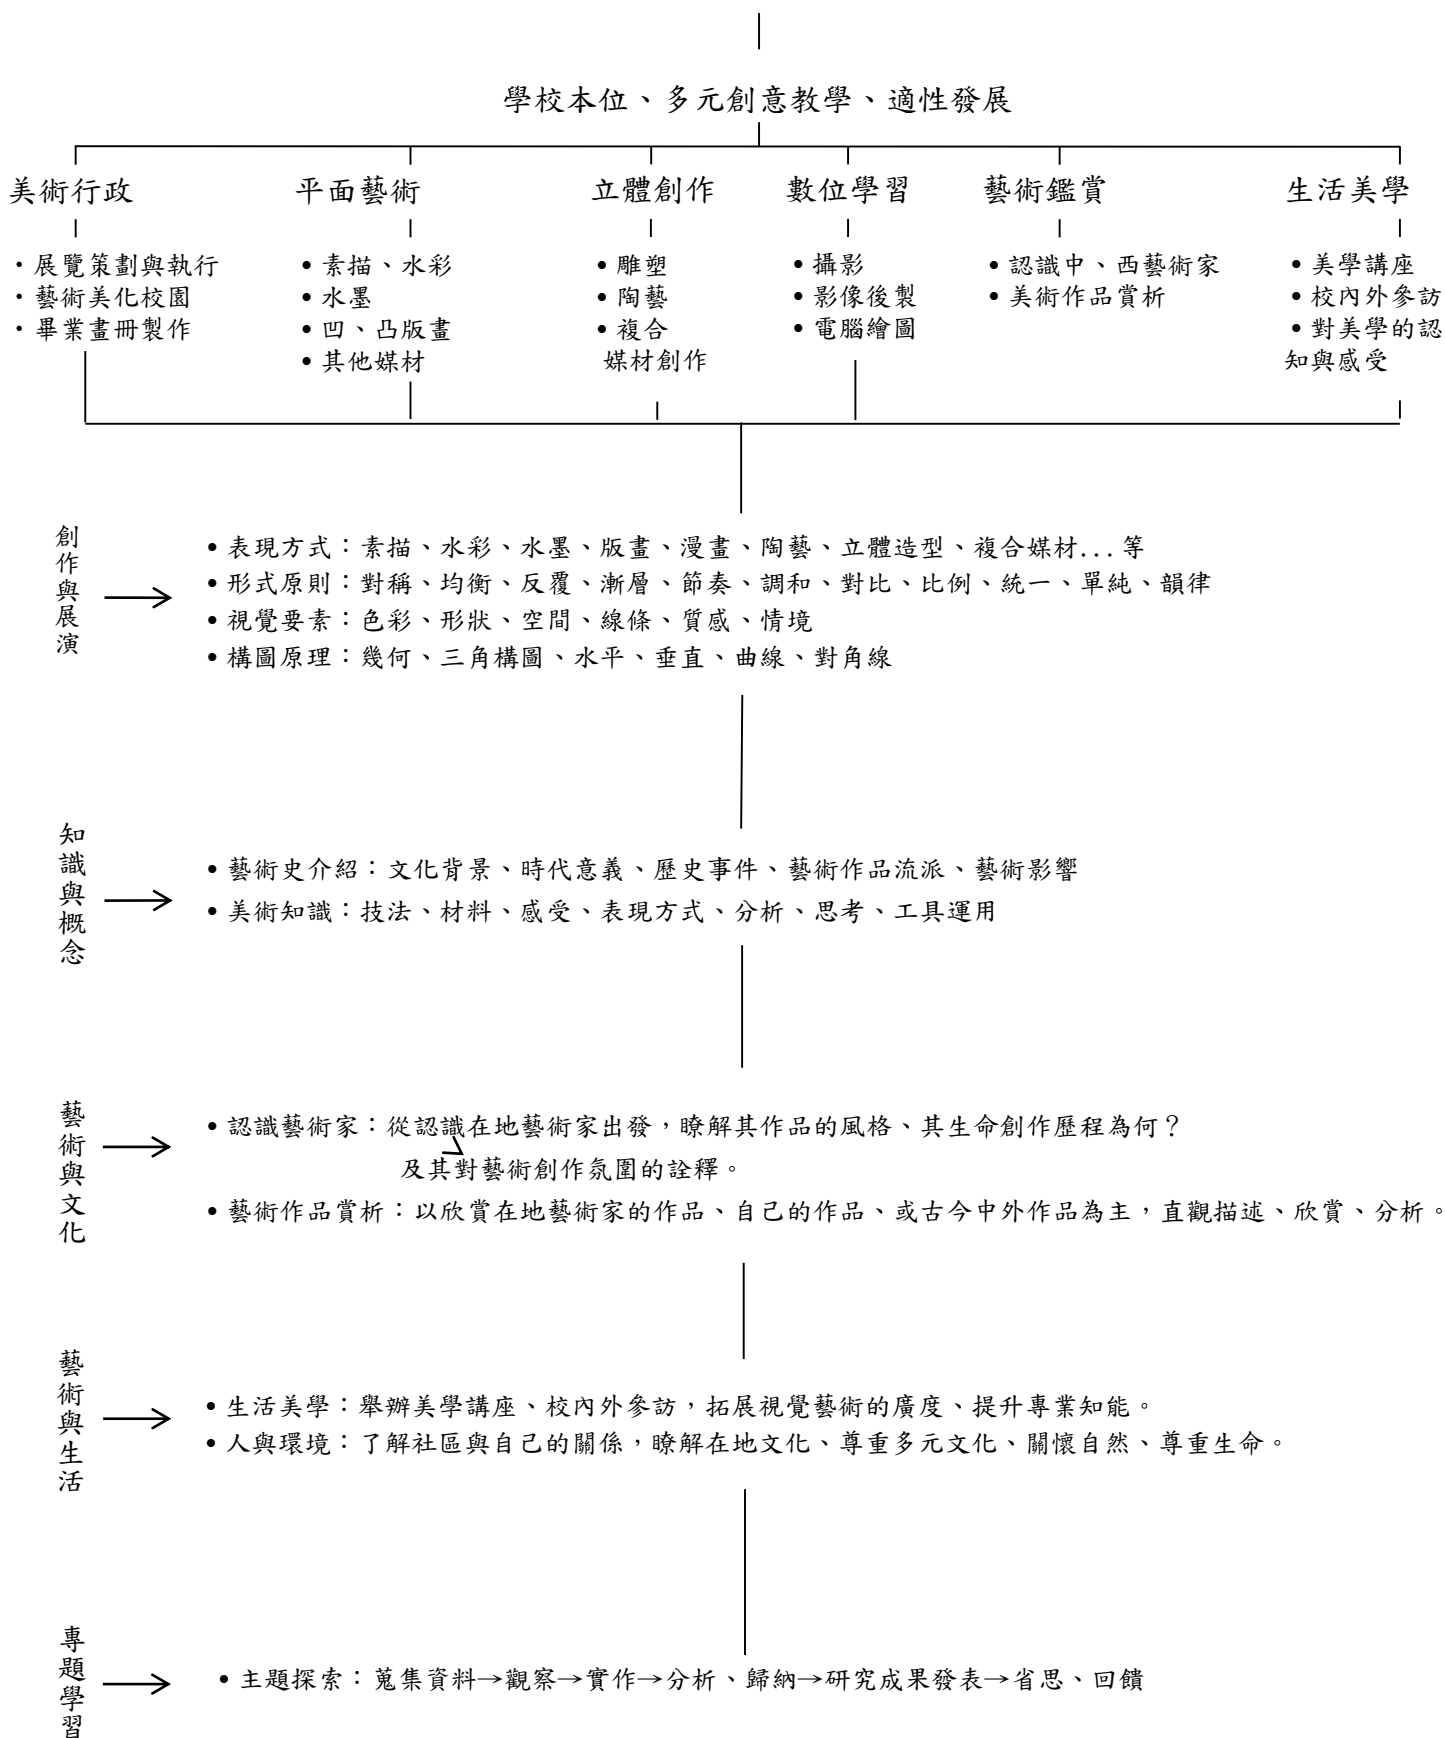 學校本位、多元創意教學、適性發展
美術行政
・展覽策劃與執行
・藝術美化校園
・畢業畫冊製作
平面藝術
•素描、水彩
•水墨
•凹、凸版畫
•其他媒材
立體創作
•雕塑
•陶藝
•複合
媒材創作
數位學習
•攝影
•影像後製
•電腦繪圖
藝術鑑賞
•認識中、西藝術家
•美術作品賞析
生活美學
•美學講座
•校內外參訪
•對美學的認
知與感受
創作與展演
•表現方式：素描、水彩、水墨、版畫、漫畫、陶藝、立體造型、複合媒材...等
•形式原則：對稱、均衡、反覆、漸層、節奏、調和、對比、比例、統一、單純、韻律
•視覺要素：色彩、形狀、空間、線條、質感、情境
•構圖原理：幾何、三角構圖、水平、垂直、曲線、對角線
知識與概念
•藝術史介紹：文化背景、時代意義、歷史事件、藝術作品流派、藝術影響
•美術知識：技法、材料、感受、表現方式、分析、思考、工具運用
藝術與文化
•認識藝術家：從認識在地藝術家出發，瞭解其作品的風格、其生命創作歷程為何？
及其對藝術創作氛圍的詮釋。
•藝術作品賞析：以欣賞在地藝術家的作品、自己的作品、或古今中外作品為主，直觀描述、欣賞、分析。
藝術與生活
•生活美學：舉辦美學講座、校內外參訪，拓展視覺藝術的廣度、提升專業知能。
•人與環境：了解社區與自己的關係，瞭解在地文化、尊重多元文化、關懷自然、尊重生命。
專題學習
•主題探索：蒐集資料→觀察→實作→分析、歸納→研究成果發表→省思、回饋